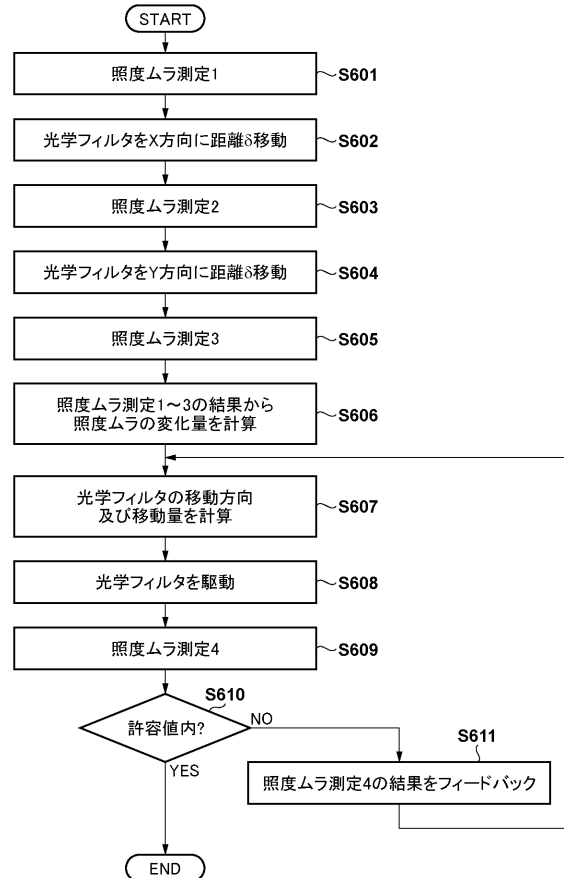 START
照度ムラ測定1
S601
光学フィルタをX方向に距離δ移動
S602
照度ムラ測定2
S603
光学フィルタをY方向に距離δ移動
S604
照度ムラ測定3
S605
照度ムラ測定1～3の結果から
照度ムラの変化量を計算
S606
光学フィルタの移動方向
及び移動量を計算
S607
光学フィルタを駆動
S608
照度ムラ測定4
S609
S610
許容値内?
NO
YES
S611
照度ムラ測定4の結果をフィードバック
END